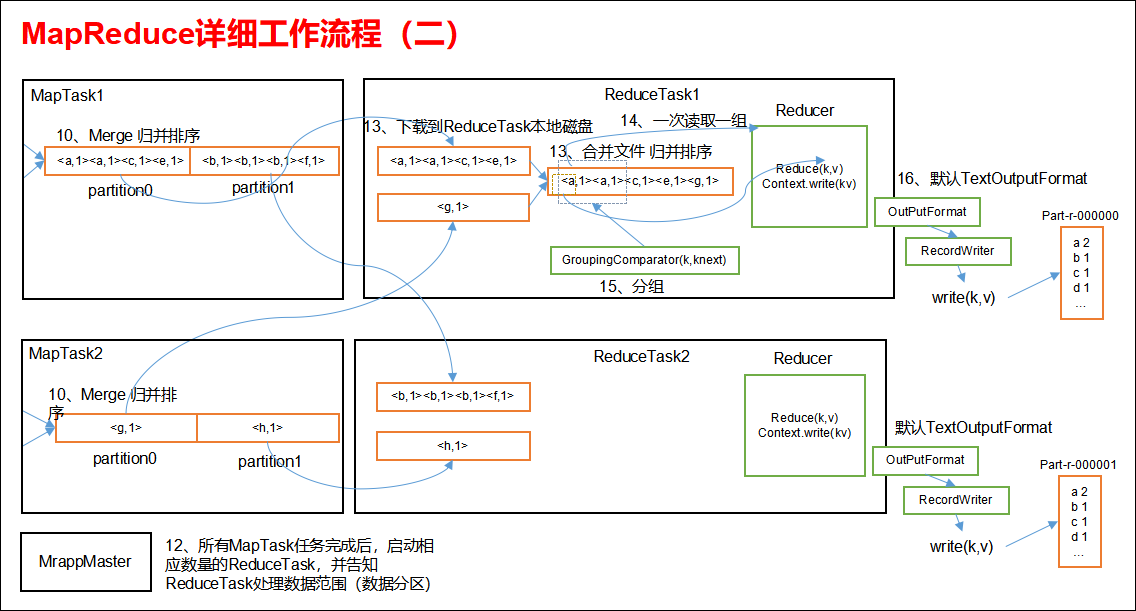 MapReduce详细工作流程（二）
MapTask1
10、Merge 归并排序
<a,1><a,1><c,1><e,1>
<b,1><b,1><b,1><f,1>
partition0
partition1
ReduceTask1
13、下载到ReduceTask本地磁盘
<a,1><a,1><c,1><e,1>
<g,1>
13、合并文件 归并排序
<a,1><a,1><c,1><e,1><g,1>
14、一次读取一组
Reducer
Reduce(k,v)
Context.write(kv)
GroupingComparator(k,knext)
15、分组
16、默认TextOutputFormat
OutPutFormat
RecordWriter
write(k,v)
Part-r-000000
a 2
b 1
c 1
d 1
...
MapTask2
10、Merge 归并排
序
<g,1>
<h,1>
partition0
partition1
ReduceTask2
<b,1><b,1><b,1><f,1>
<h,1>
Reducer
Reduce(k,v)
Context.write(kv)
默认TextOutputFormat
OutPutFormat
RecordWriter
write(k,v)
Part-r-000001
a 2
b 1
c 1
d 1
...
MrappMaster
12、所有MapTask任务完成后，启动相
应数量的ReduceTask，并告知
ReduceTask处理数据范围（数据分区）